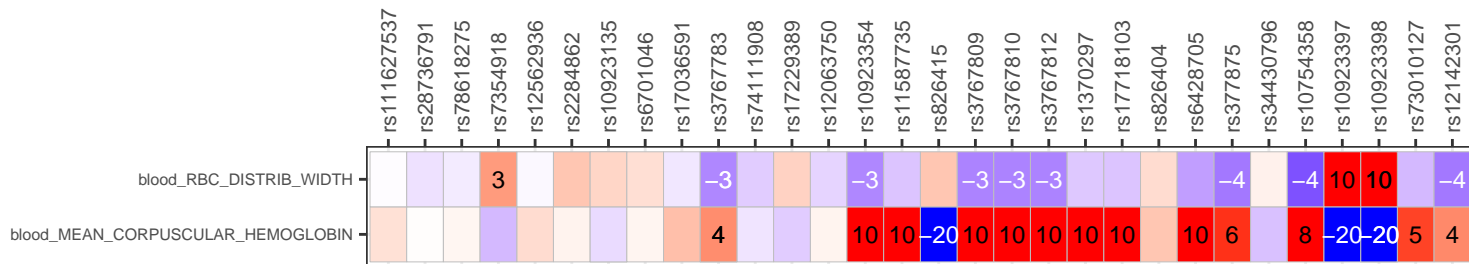 rs111627537
rs28736791
rs78618275
rs7354918
rs12562936
rs2284862
rs10923135
rs6701046
rs17036591
rs3767783
rs74111908
rs17229389
rs12063750
rs10923354
rs11587735
rs826415
rs3767809
rs3767810
rs3767812
rs1370297
rs17718103
rs826404
rs6428705
rs377875
rs34430796
rs10754358
rs10923397
rs10923398
rs73010127
rs12142301
blood_RBC_DISTRIB_WIDTH 3 −3 −3 −3 −3 −3 −4 −4 10 10 −4
blood_MEAN_CORPUSCULAR_HEMOGLOBIN 4 10 10 −20 10 10 10 10 10 10 6 8 −20 −20 5 4